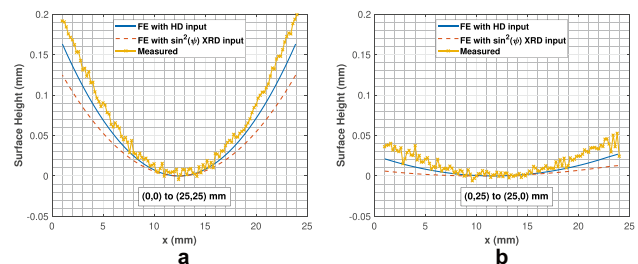 0.2
0.15
0.1
0.05
0
-0.05
Surface Height (mm)
FE with HD input
FE with sin²(ψ) XRD input
Measured
(0,0) to (25,25) mm
0 5 10 15 20 25
x (mm)
a
0.2
0.15
0.1
0.05
0
-0.05
Surface Height (mm)
FE with HD input
FE with sin²(ψ) XRD input
Measured
(0,25) to (25,0) mm
0 5 10 15 20 25
x (mm)
b